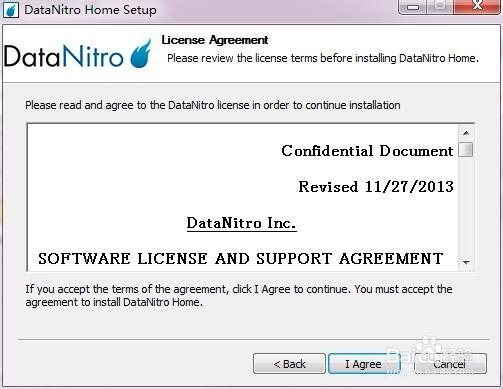 DataNitro Home Setup
License Agreement
Please review the license terms before installing DataNitro Home.
DataNitro
Please read and agree to the DataNitro license in order to continue installation
Confidential Document
Revised 11/27/2013
DataNitro Inc.
SOFTWARE LICENSE AND SUPPORT AGREEMENT
If you accept the terms of the agreement, click I Agree to continue. You must accept the
agreement to install DataNitro Home.
< Back
I Agree
Cancel